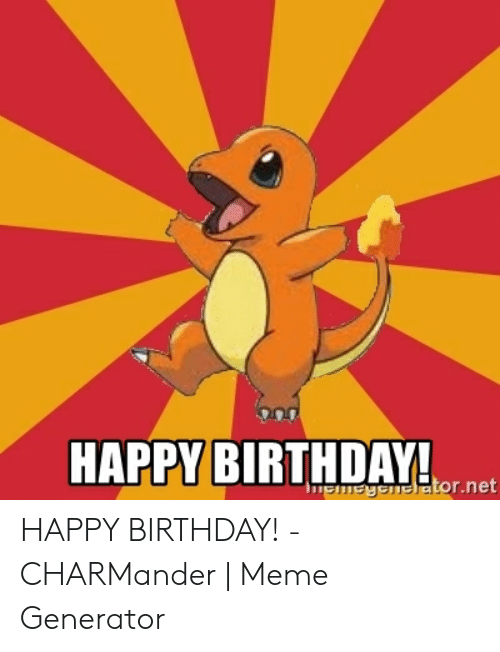 HAPPY BIRTHDAY!
memegenerator.net
HAPPY BIRTHDAY! -
CHARMander | Meme
Generator